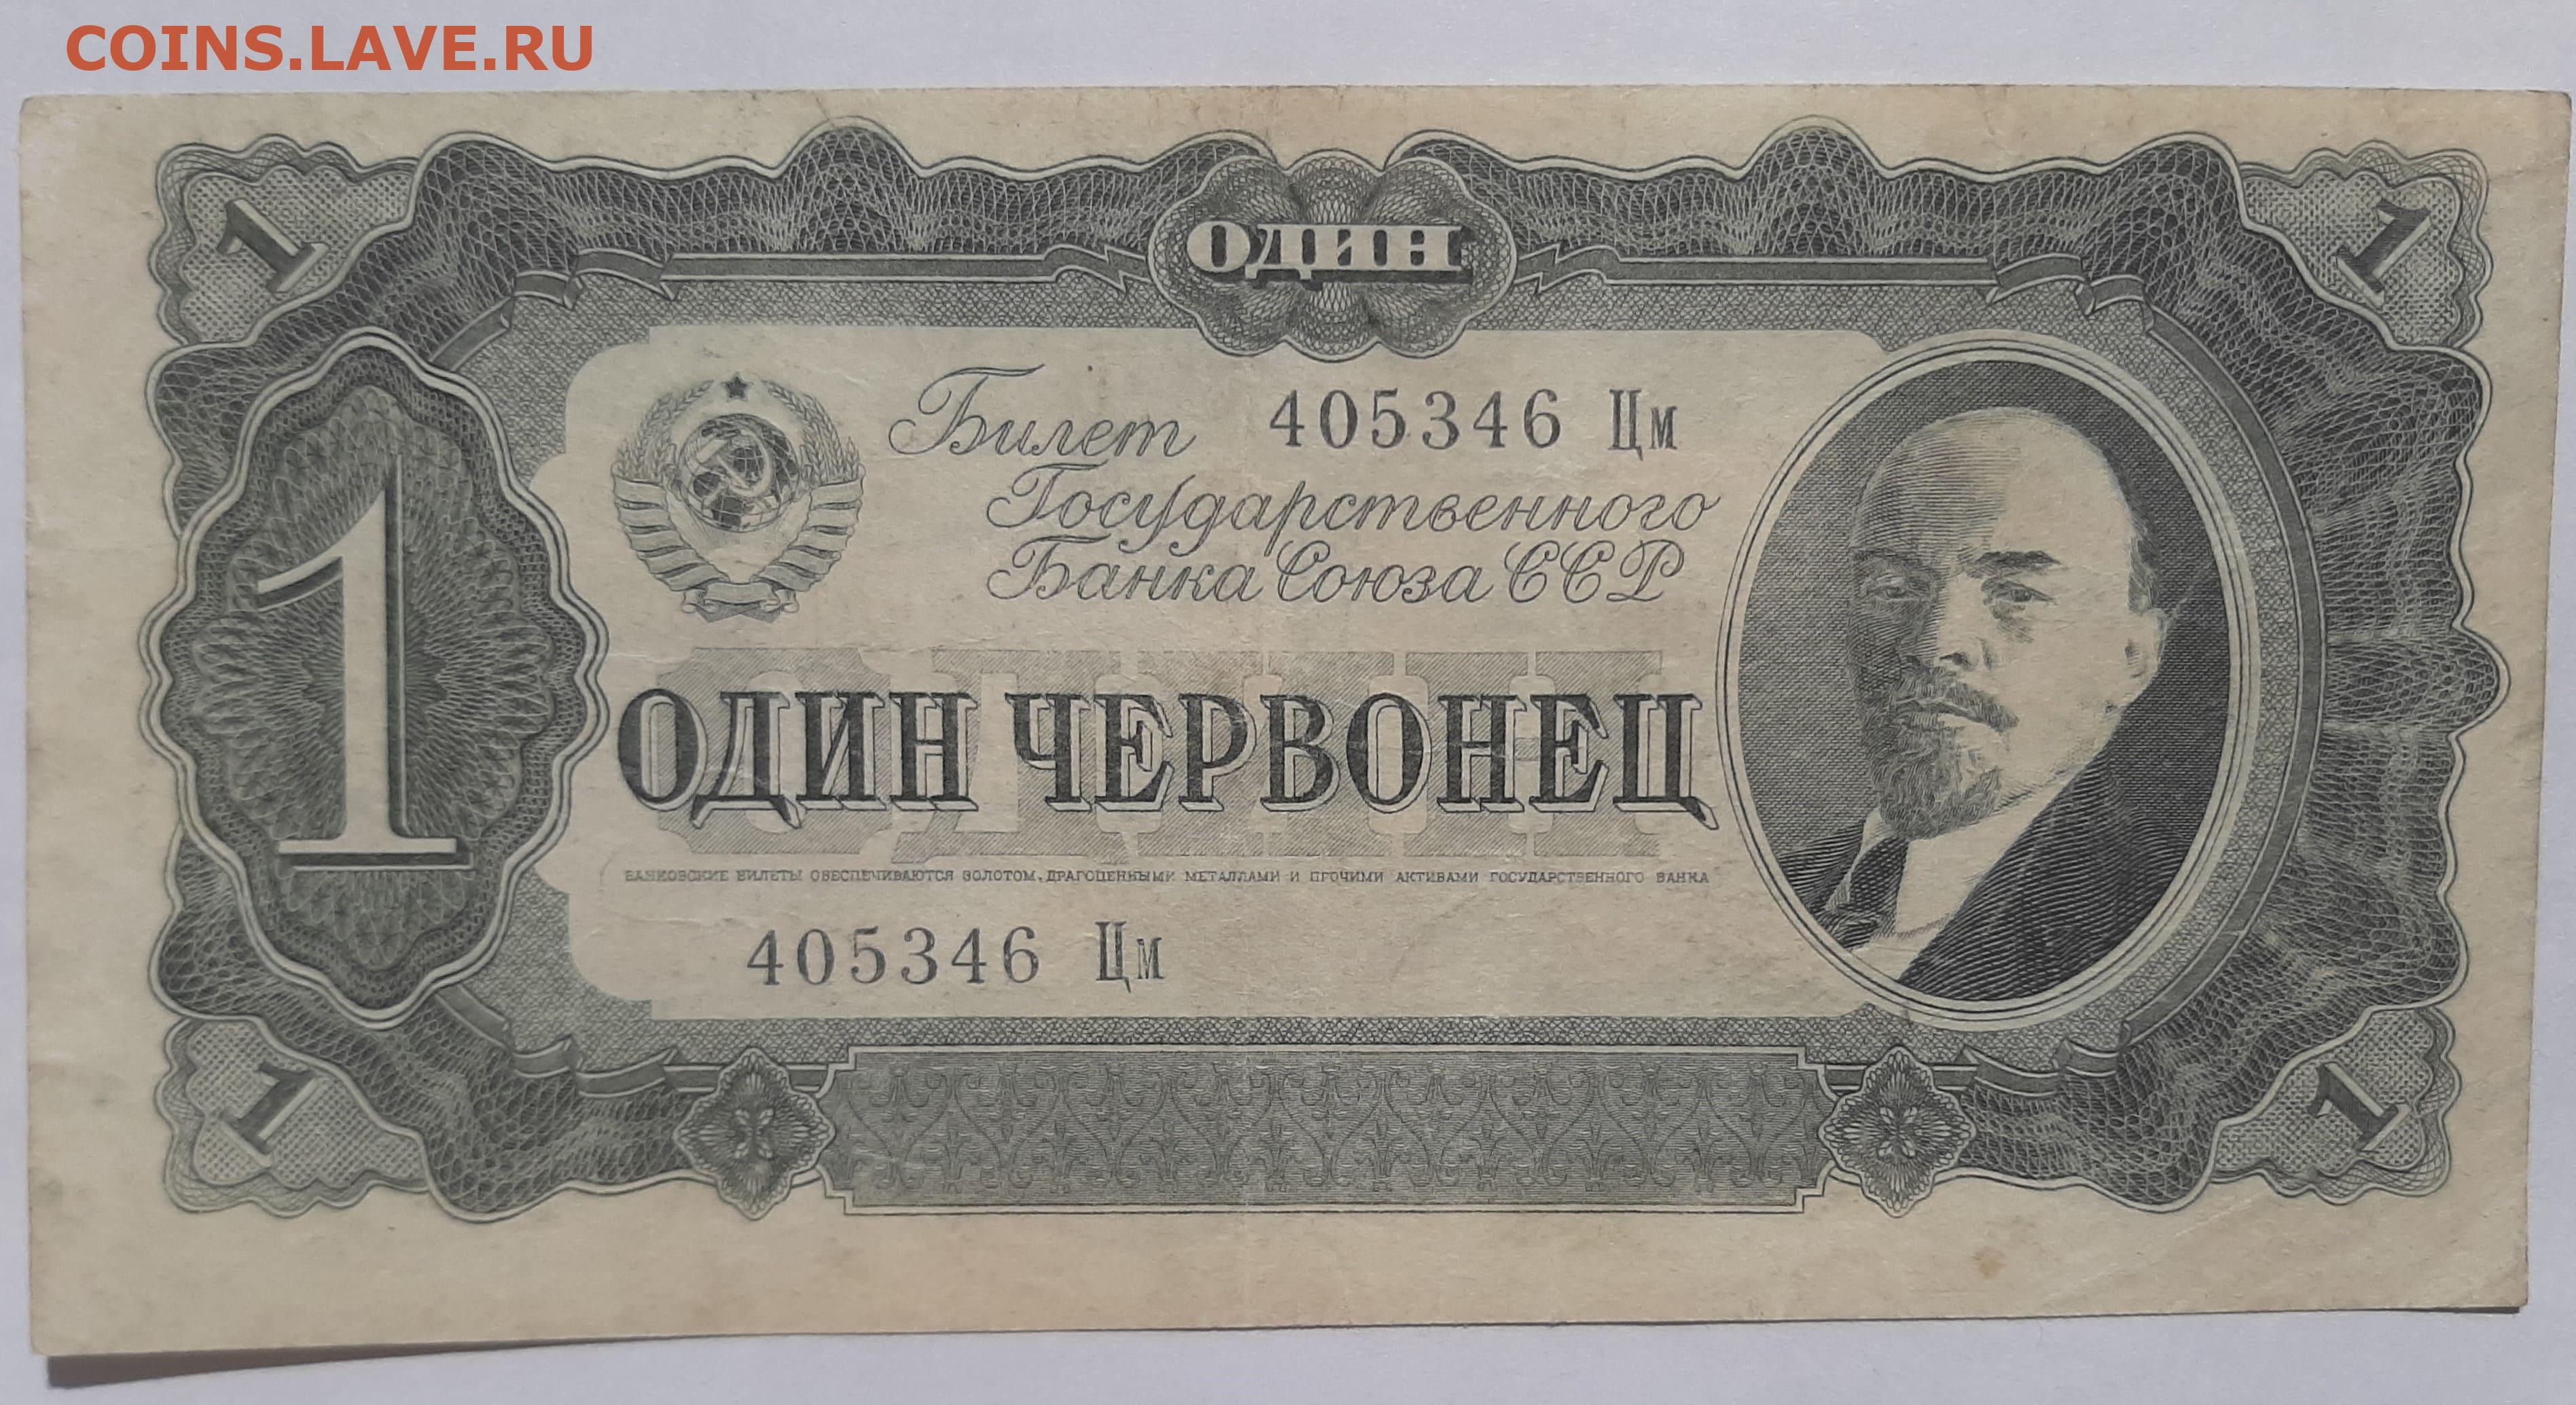 COINS.LAVE.RU
1
ОДИН
1
Билет 405346 Цм
Государственного
Банка Союза ССР
1
ОДИН
ОДИН ЧЕРВОНЕЦ
БАНКОВСКИЕ БИЛЕТЫ ОБЕСПЕЧИВАЮТСЯ ЗОЛОТОМ, ДРАГОЦЕННЫМИ МЕТАЛЛАМИ И ПРОЧИМИ АКТИВАМИ ГОСУДАРСТВЕННОГО БАНКА
405346 Цм
1
1